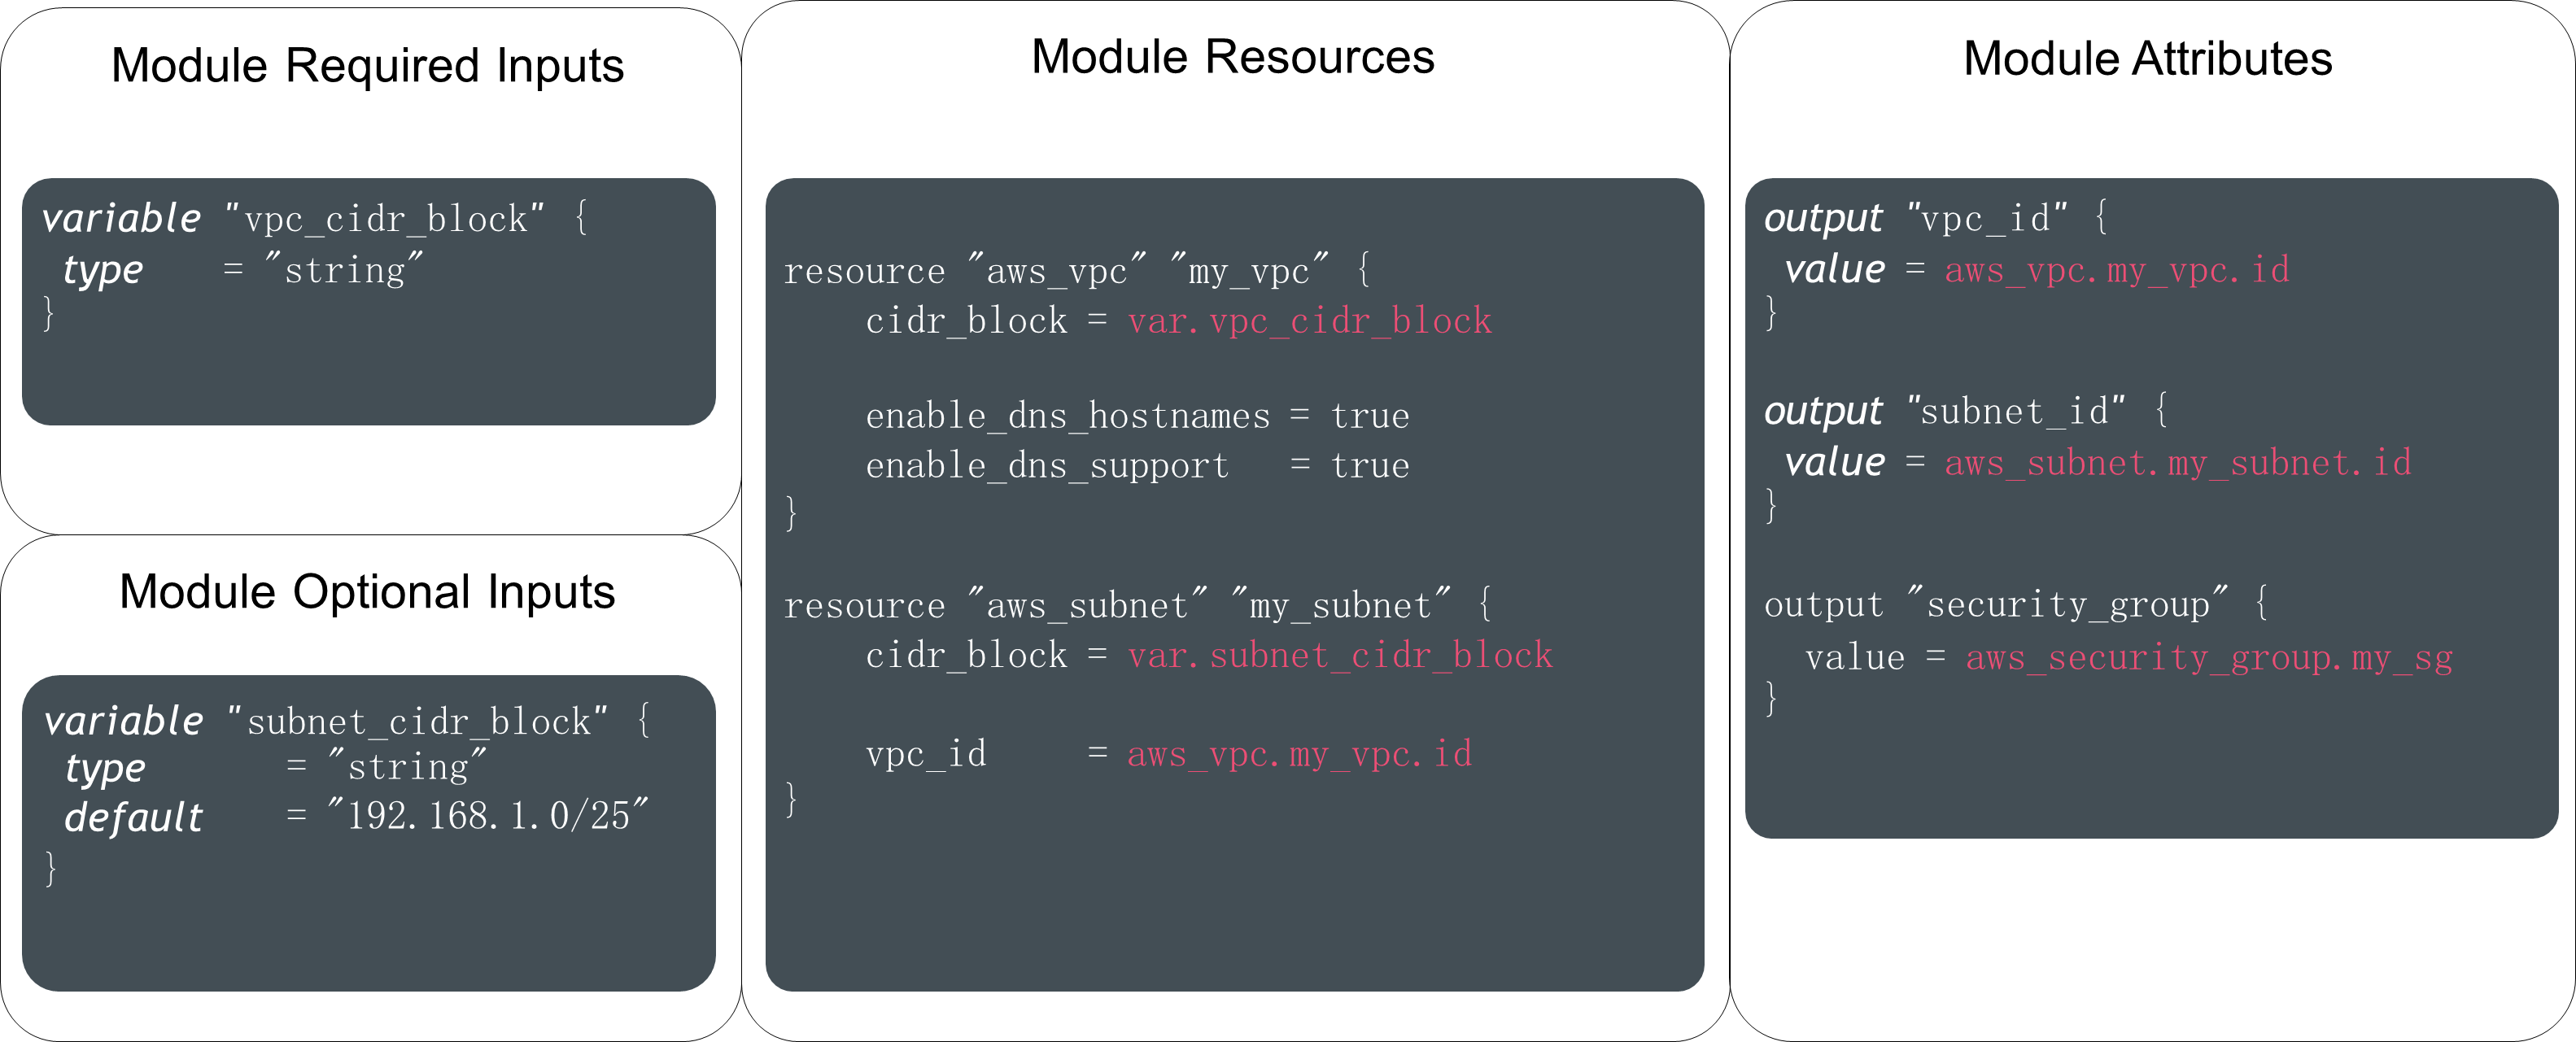 Module Required Inputs
variable "vpc_cidr_block" {
type = "string"
}
Module Optional Inputs
variable "subnet_cidr_block" {
type = "string"
default = "192.168.1.0/25"
}
Module Resources
resource "aws_vpc" "my_vpc" {
cidr_block = var.vpc_cidr_block
enable_dns_hostnames = true
enable_dns_support = true
}
resource "aws_subnet" "my_subnet" {
cidr_block = var.subnet_cidr_block
vpc_id = aws_vpc.my_vpc.id
}
Module Attributes
output "vpc_id" {
value = aws_vpc.my_vpc.id
}
output "subnet_id" {
value = aws_subnet.my_subnet.id
}
output "security_group" {
value = aws_security_group.my_sg
}